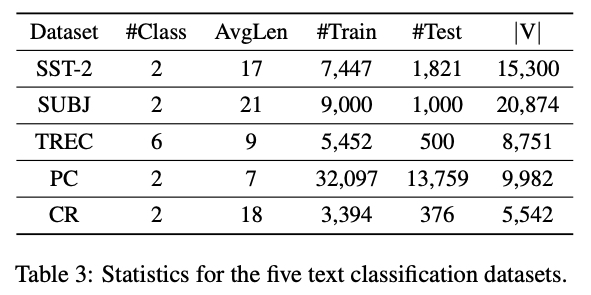 Dataset #Class AvgLen #Train #Test |V|
SST-2 2 17 7,447 1,821 15,300
SUBJ 2 21 9,000 1,000 20,874
TREC 6 9 5,452 500 8,751
PC 2 7 32,097 13,759 9,982
CR 2 18 3,394 376 5,542
Table 3: Statistics for the five text classification datasets.